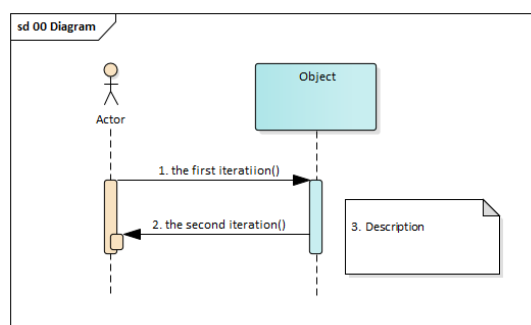 sd 00 Diagram
Object
Actor
1. the first iteratiion()
2. the second iteration()
3. Description